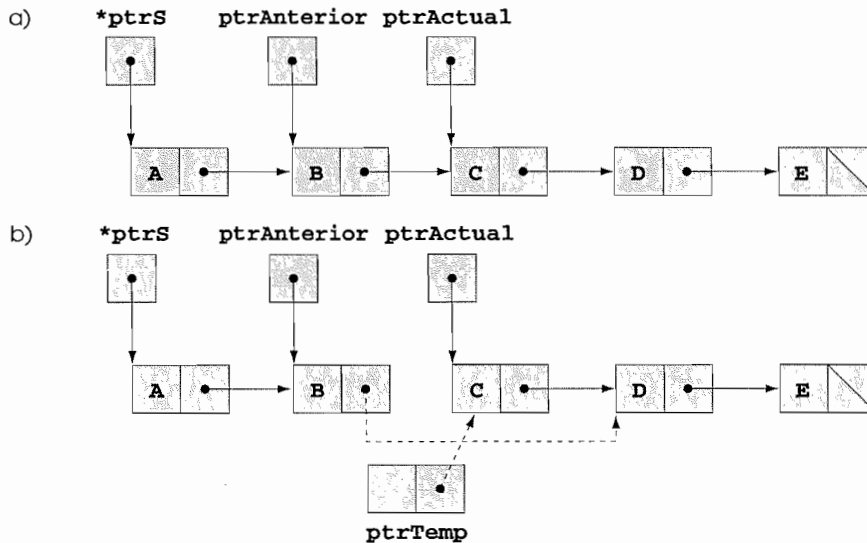 a)
*ptrS ptrAnterior ptrActual
A B C D E
b)
*ptrS ptrAnterior ptrActual
A B C D E
ptrTemp